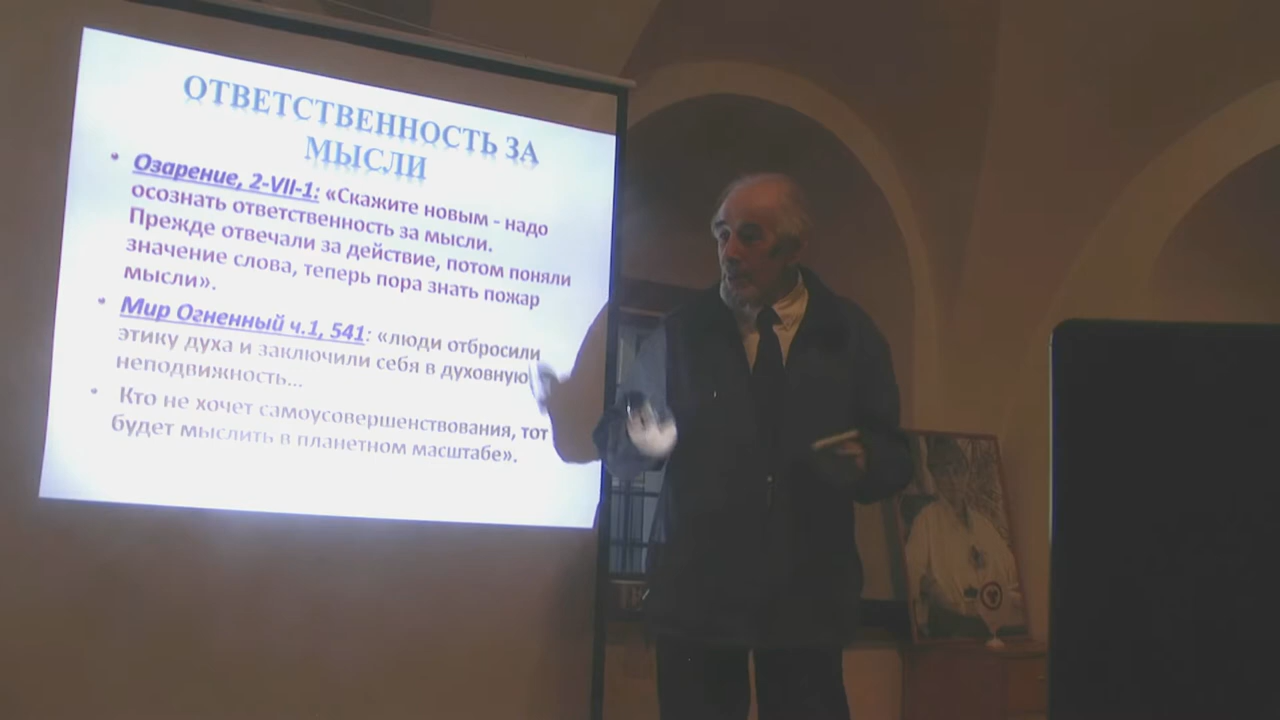 ОТВЕТСТВЕННОСТЬ ЗА
МЫСЛИ
• Озарение, 2-VII-1: «Скажите новым - надо
осознать ответственность за мысли.
Прежде отвечали за действие, потом поняли
значение слова, теперь пора знать пожар
мысли».
• Мир Огненный ч.1, 541: «люди отбросили
этику духа и заключили себя в духовную
неподвижность...
• Кто не хочет самоусовершенствования, тот
будет мыслить в планетном масштабе».